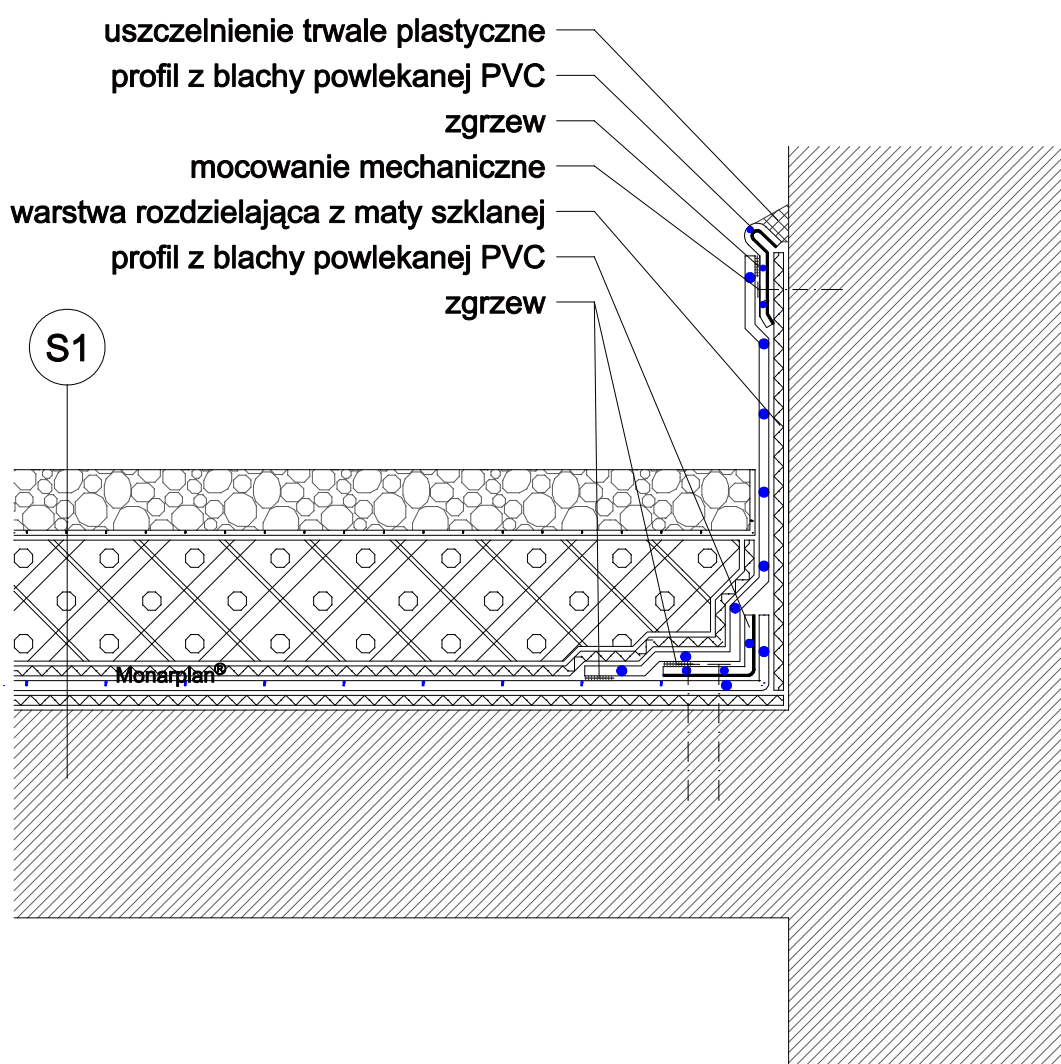 uszczelnienie trwale plastyczne
profil z blachy powlekanej PVC
zgrzew
mocowanie mechaniczne
warstwa rozdzielająca z maty szklanej
profil z blachy powlekanej PVC
zgrzew
S1
Monarplan®